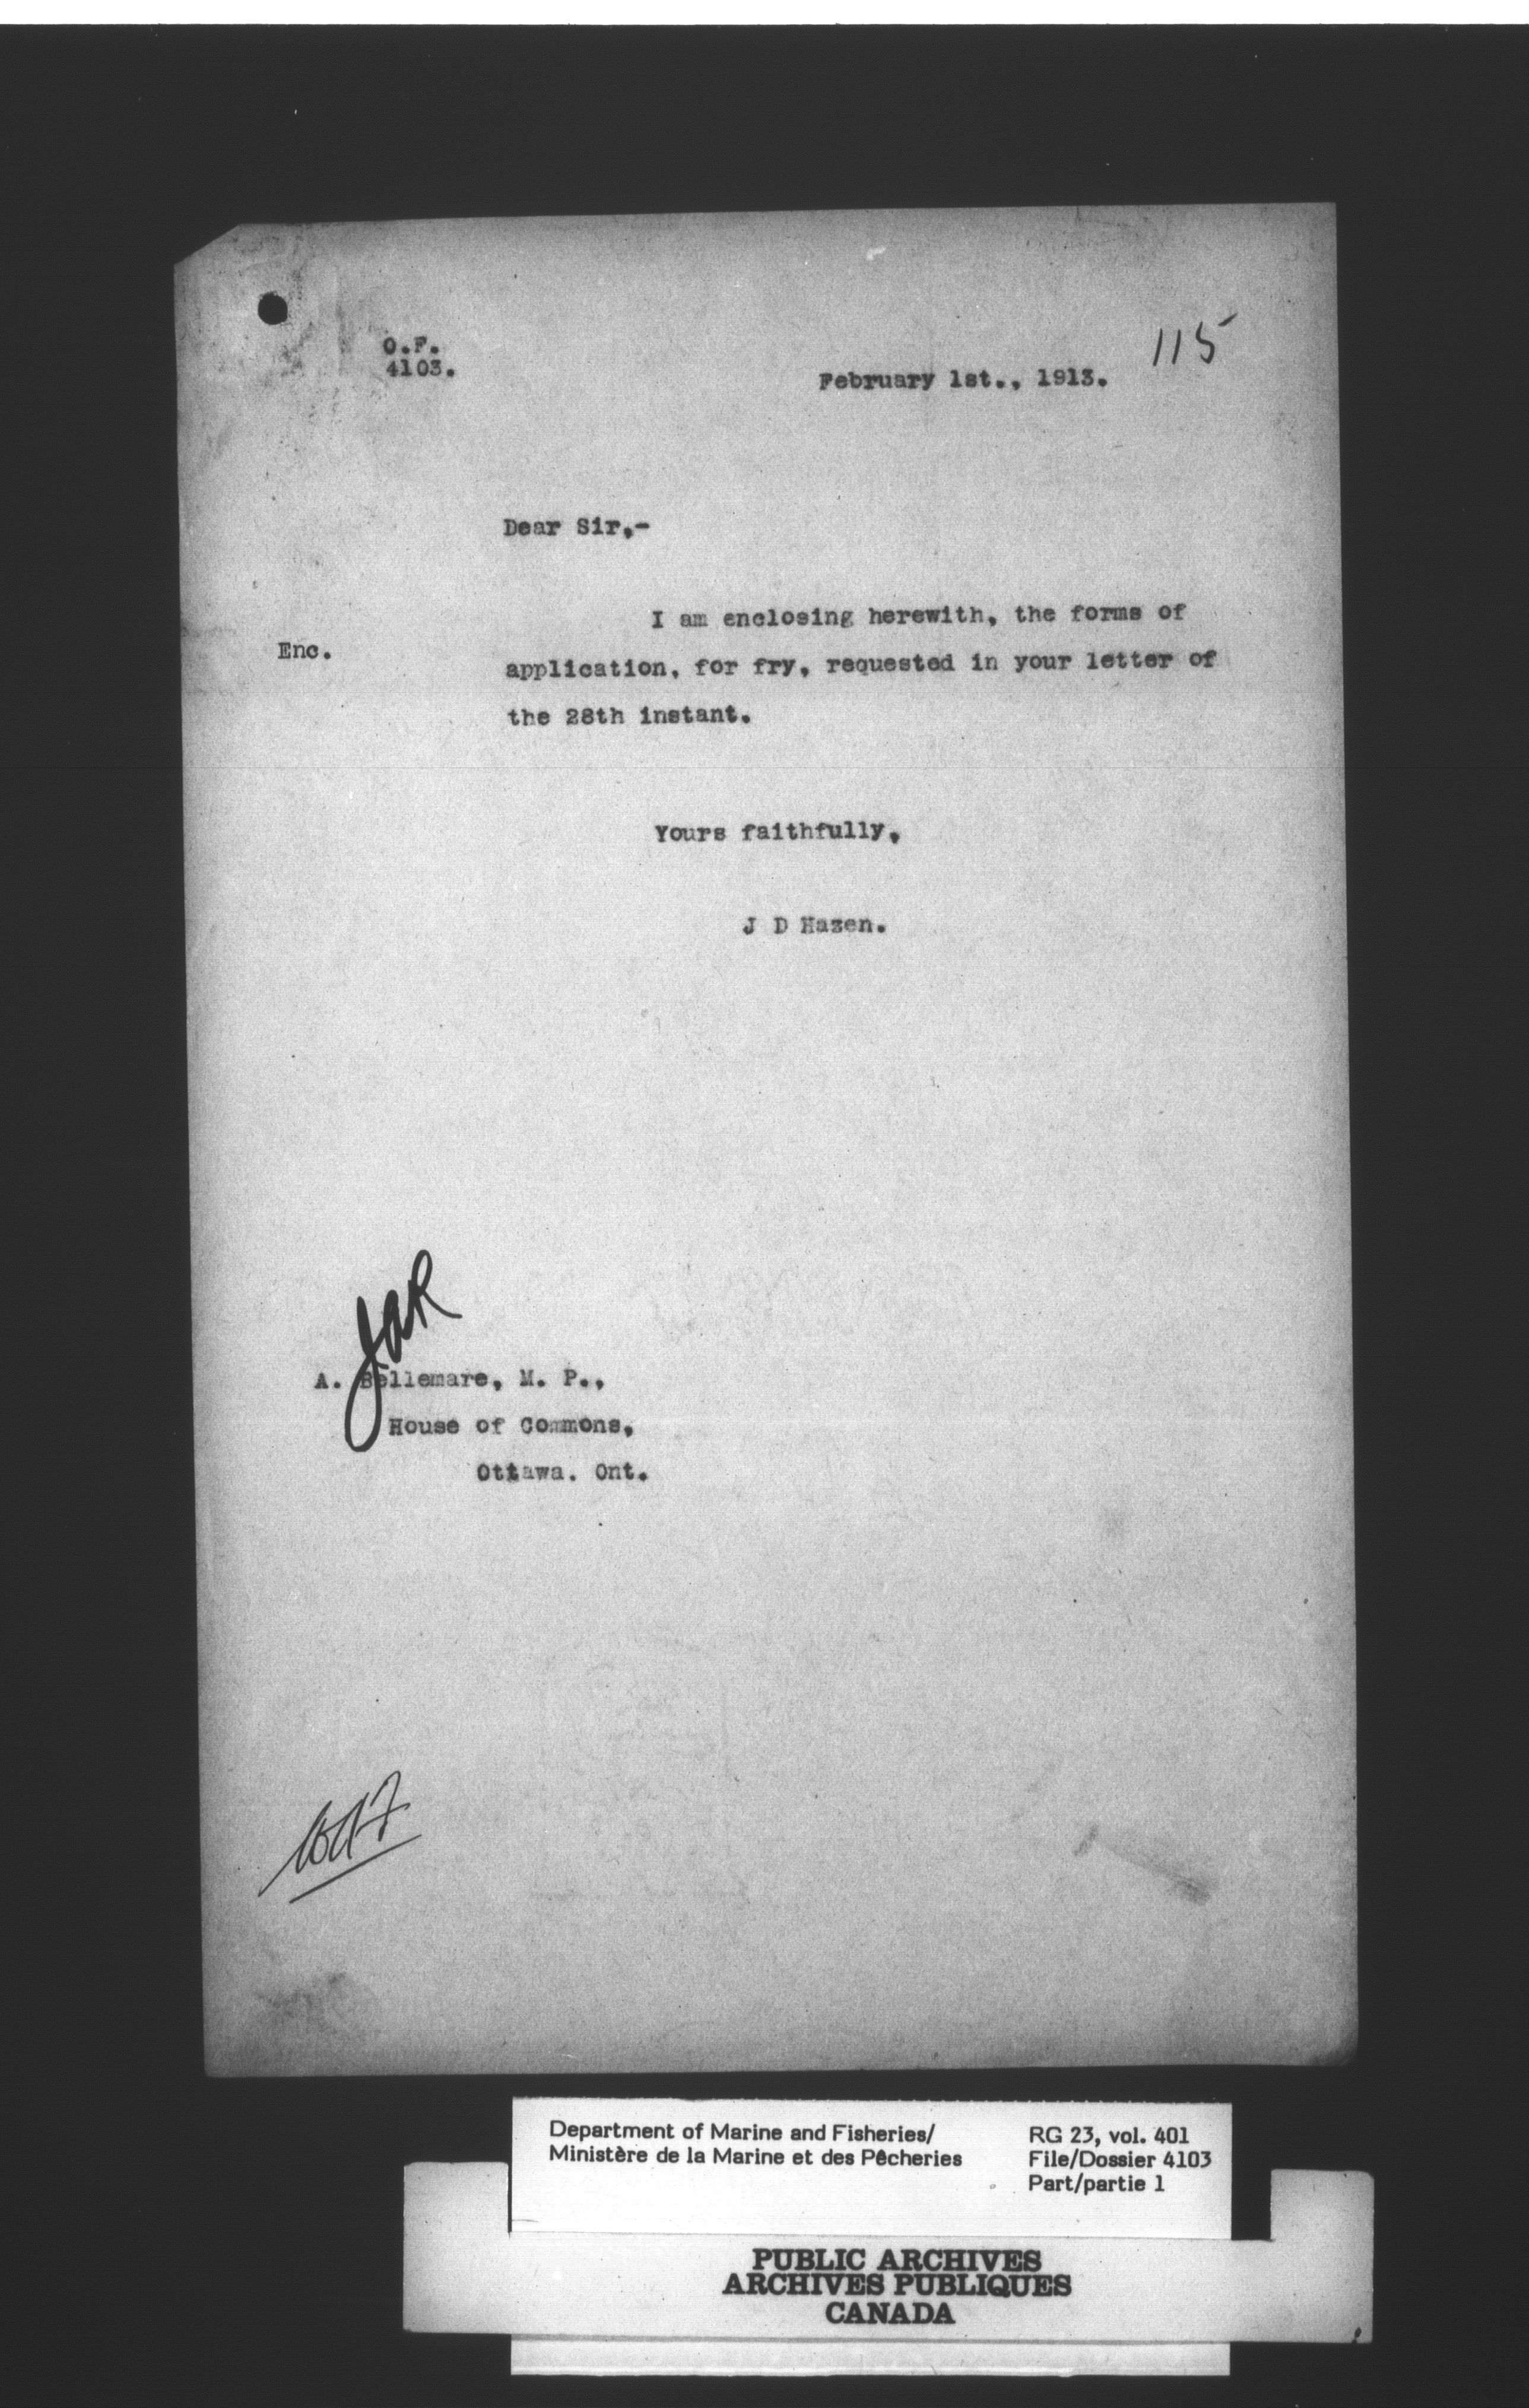 115
O.F.
4103.
February 1st., 1913.
Dear Sir,-
I am enclosing herewith, the forms of
Enc.
application, for fry, requested in your letter of
the 28th instant.
Yours faithfully,
J D Hazen.
A. Bellemare, M. P.,
House of Commons,
Ottawa. Ont.
Department of Marine and Fisheries/
Ministère de la Marine et des Pêcheries
RG 23, vol. 401
File/Dossier 4103
Part/partie 1
PUBLIC ARCHIVES
ARCHIVES PUBLIQUES
CANADA